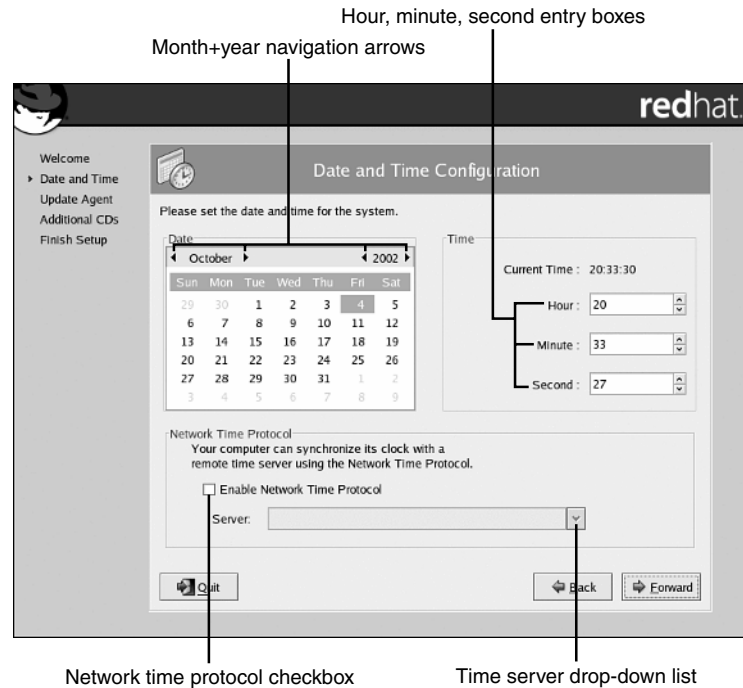 Hour, minute, second entry boxes
Month+year navigation arrows
redhat.
Welcome
Date and Time
Update Agent
Additional CDs
Finish Setup
Date and Time Configuration
Please set the date and time for the system.
Date
October 2002
Sun Mon Tue Wed Thu Fri Sat
29 30 1 2 3 4 5
6 7 8 9 10 11 12
13 14 15 16 17 18 19
20 21 22 23 24 25 26
27 28 29 30 31 1 2
3 4 5 6 7 8 9
Time
Current Time : 20:33:30
Hour : 20
Minute : 33
Second : 27
Network Time Protocol
Your computer can synchronize its clock with a
remote time server using the Network Time Protocol.
Enable Network Time Protocol
Server:
Quit
Back
Forward
Network time protocol checkbox
Time server drop-down list